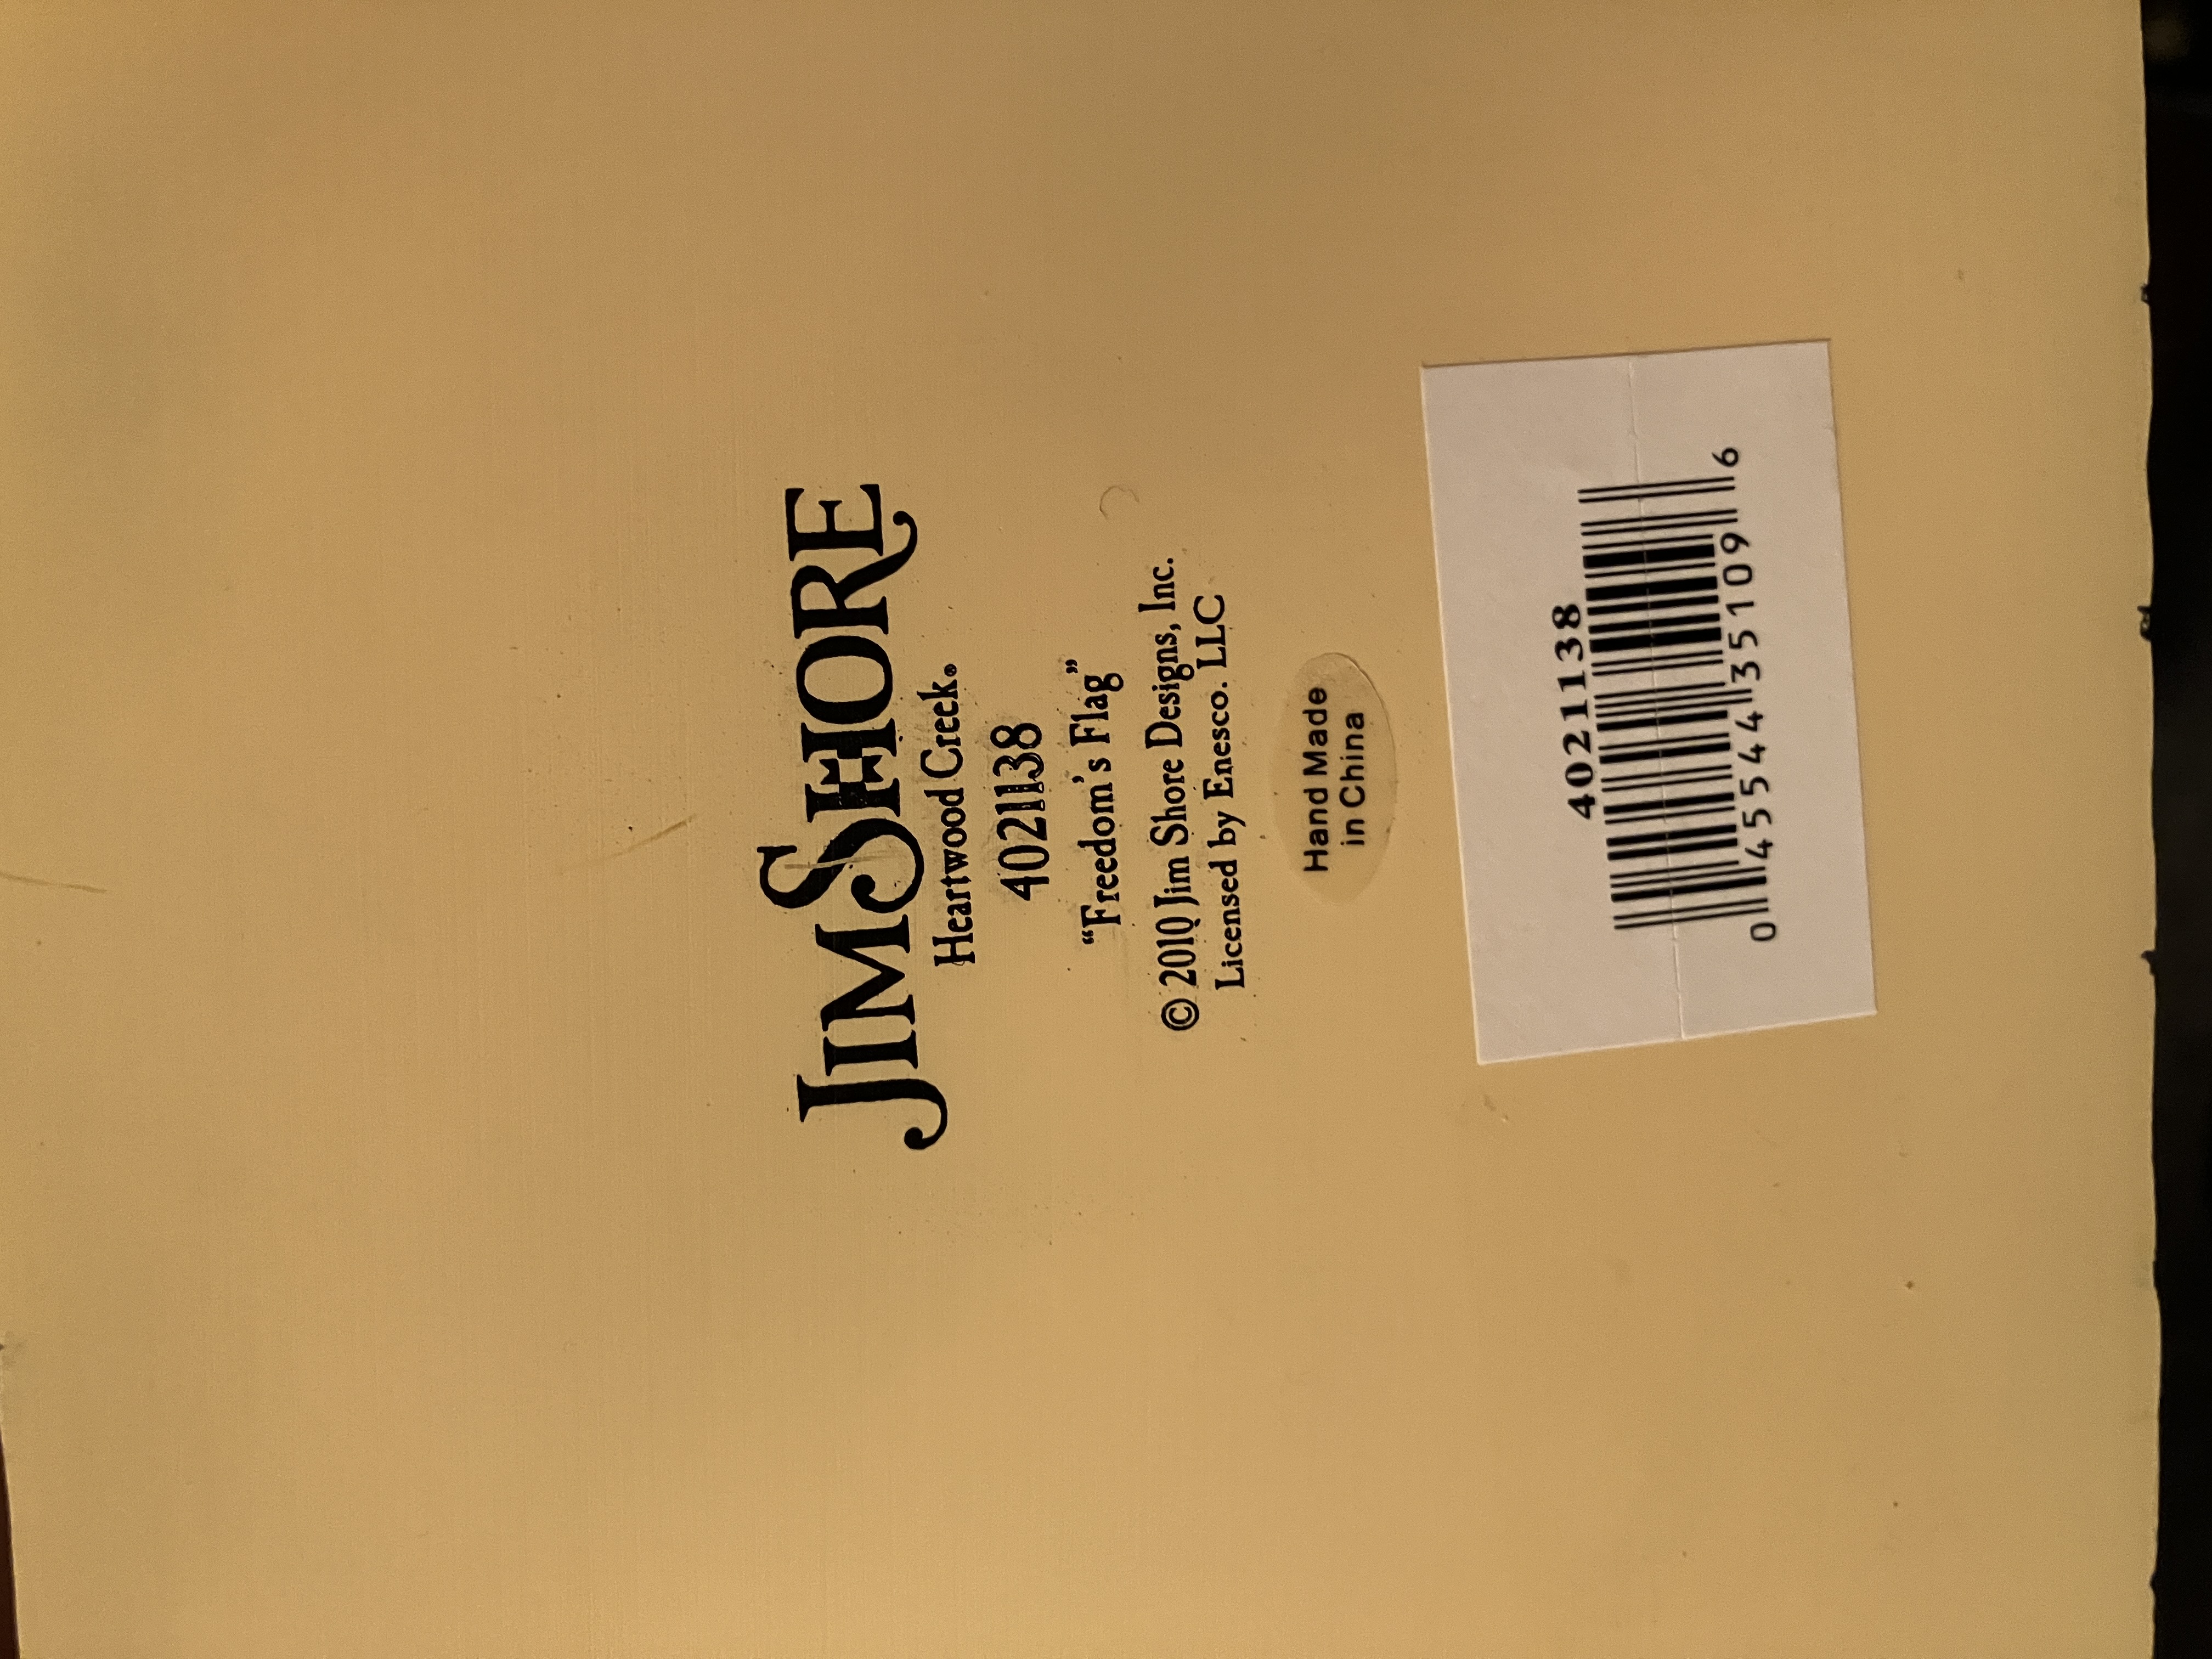 JIM SHORE
Heartwood Creek®
4021138
“Freedom's Flag”
© 2010 Jim Shore Designs, Inc.
Licensed by Enesco. LLC
Hand Made
in China
4021138
0 45544 35109 6